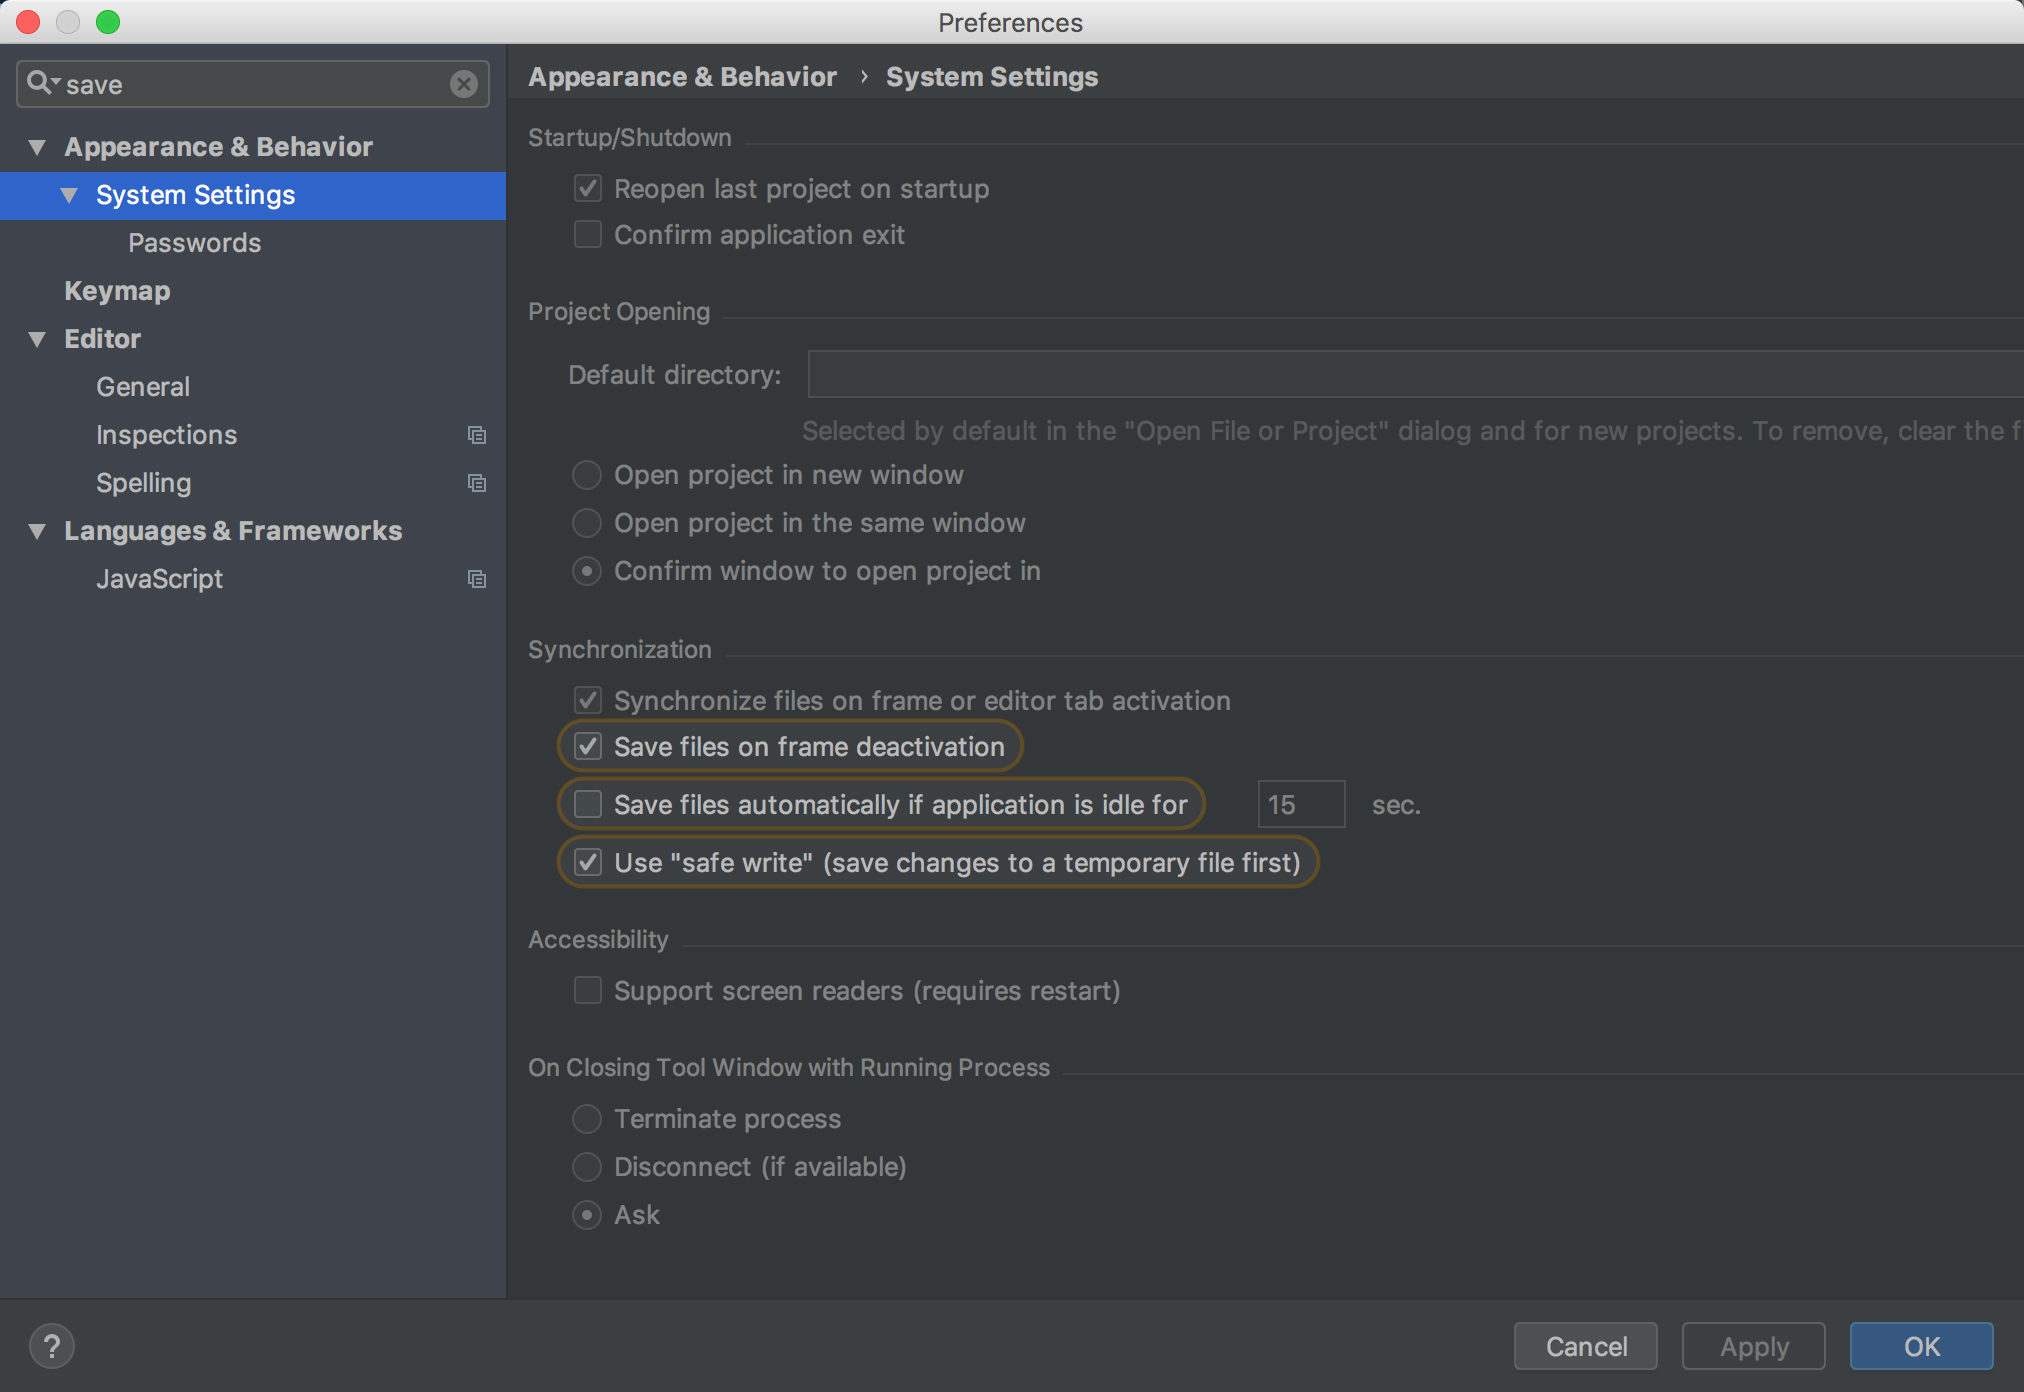 Preferences
save
Appearance & Behavior
System Settings
Passwords
Keymap
Editor
General
Inspections
Spelling
Languages & Frameworks
JavaScript
Appearance & Behavior › System Settings
Startup/Shutdown
Reopen last project on startup
Confirm application exit
Project Opening
Default directory:
Selected by default in the "Open File or Project" dialog and for new projects. To remove, clear the
Open project in new window
Open project in the same window
Confirm window to open project in
Synchronization
Synchronize files on frame or editor tab activation
Save files on frame deactivation
Save files automatically if application is idle for 15 sec.
Use "safe write" (save changes to a temporary file first)
Accessibility
Support screen readers (requires restart)
On Closing Tool Window with Running Process
Terminate process
Disconnect (if available)
Ask
?
Cancel
Apply
OK